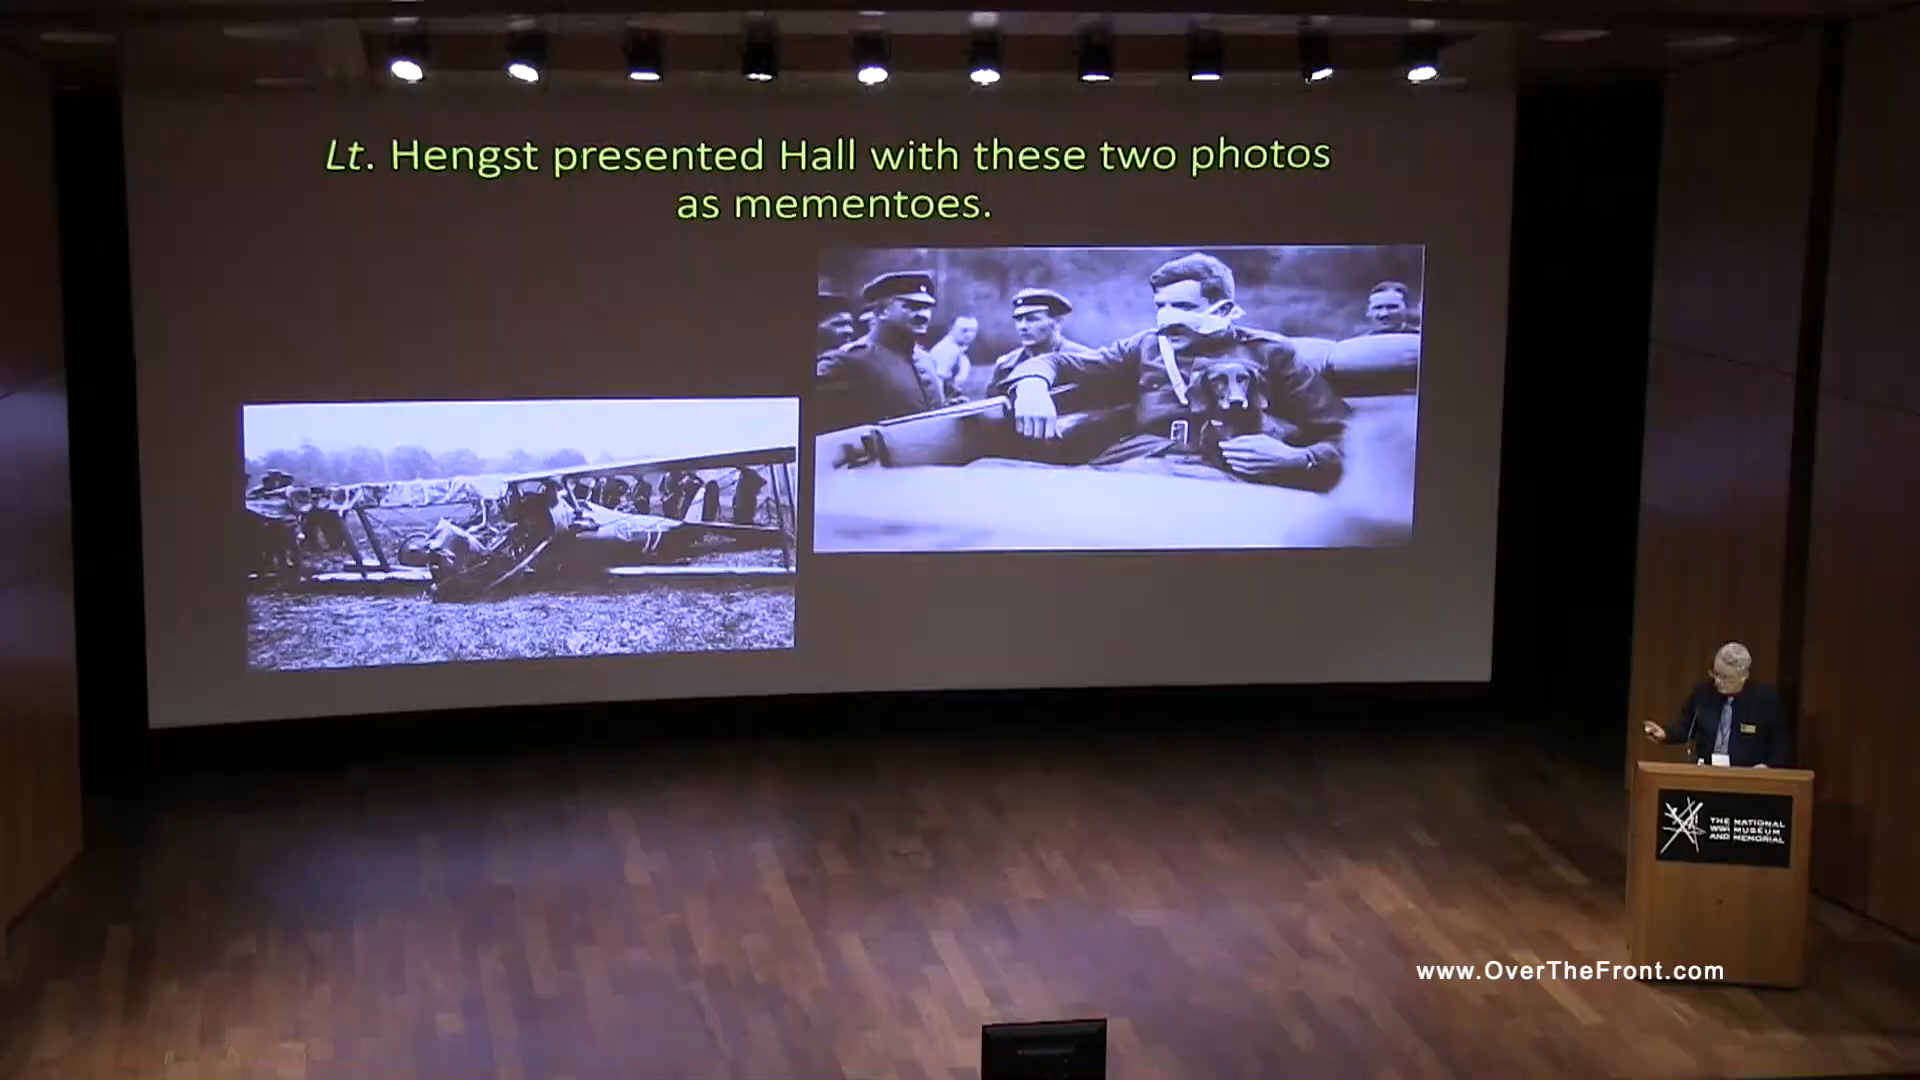 Lt. Hengst presented Hall with these two photos
as mementoes.
THE NATIONAL
WWI MUSEUM
AND MEMORIAL
www.OverTheFront.com